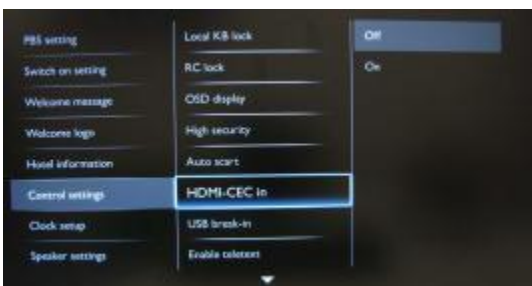 PBS setting
Switch on setting
Welcome message
Welcome logo
Hotel information
Control settings
Clock setup
Speaker settings
Local KB lock
RC lock
OSD display
High security
Auto scart
HDMI-CEC in
USB break-in
Enable teletext
Off
On